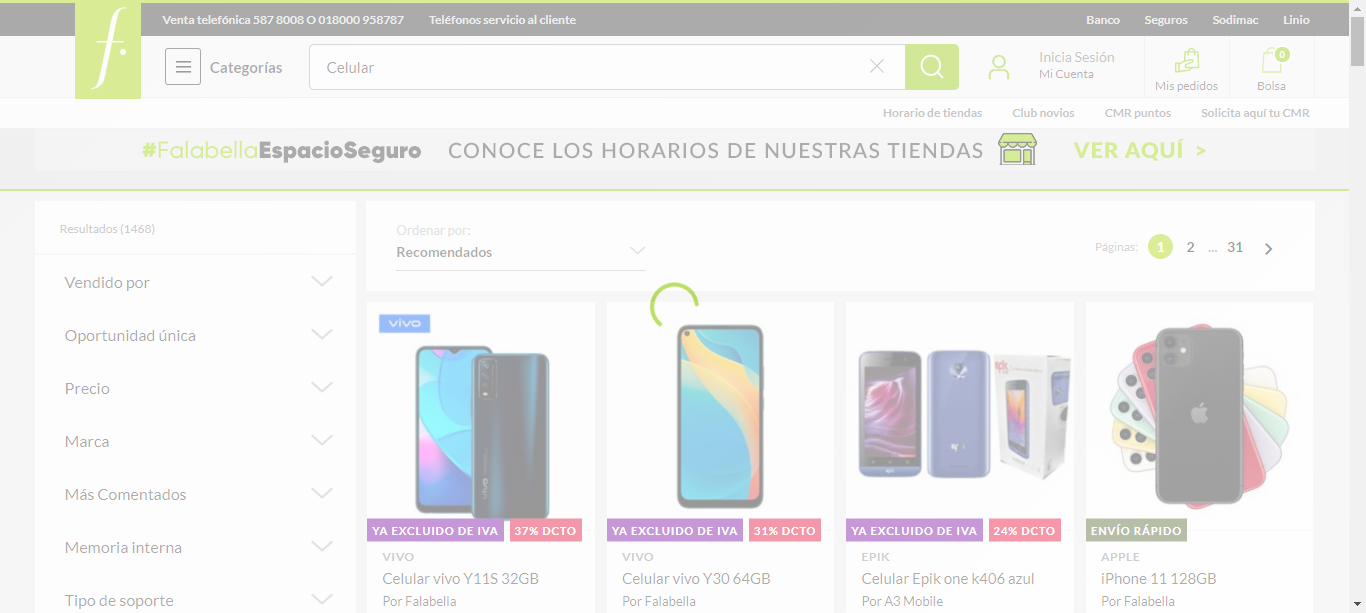 Venta telefónica 587 8008 O 018000 958787 Teléfonos servicio al cliente Banco Seguros Sodimac Linio
f.
Categorías Celular Inicia Sesión
Mi Cuenta Mis pedidos 0 Bolsa
Horario de tiendas Club novios CMR puntos Solicita aquí tu CMR
#FalabellaEspacioSeguro CONOCE LOS HORARIOS DE NUESTRAS TIENDAS VER AQUÍ >
Resultados (1468)
Vendido por
Oportunidad única
Precio
Marca
Más Comentados
Memoria interna
Tipo de soporte
Ordenar por:
Recomendados
Páginas: 1 2 ... 31
vivo
YA EXCLUIDO DE IVA 37% DCTO
VIVO
Celular vivo Y11S 32GB
Por Falabella
YA EXCLUIDO DE IVA 31% DCTO
VIVO
Celular vivo Y30 64GB
Por Falabella
YA EXCLUIDO DE IVA 24% DCTO
EPIK
Celular Epik one k406 azul
Por A3 Mobile
ENVÍO RÁPIDO
APPLE
iPhone 11 128GB
Por Falabella